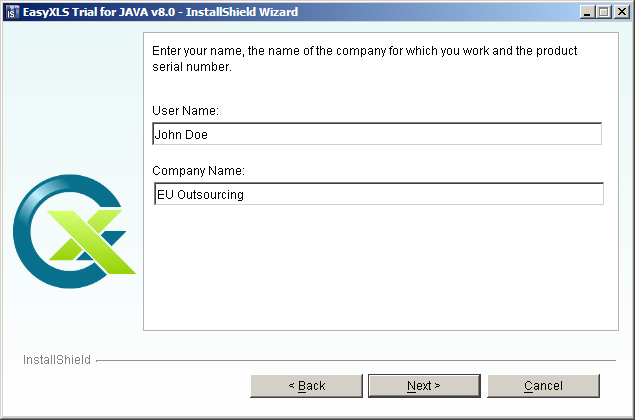 EasyXLS Trial for JAVA v8.0 - InstallShield Wizard
Enter your name, the name of the company for which you work and the product
serial number.
User Name:
John Doe
Company Name:
EU Outsourcing
InstallShield
< Back
Next >
Cancel